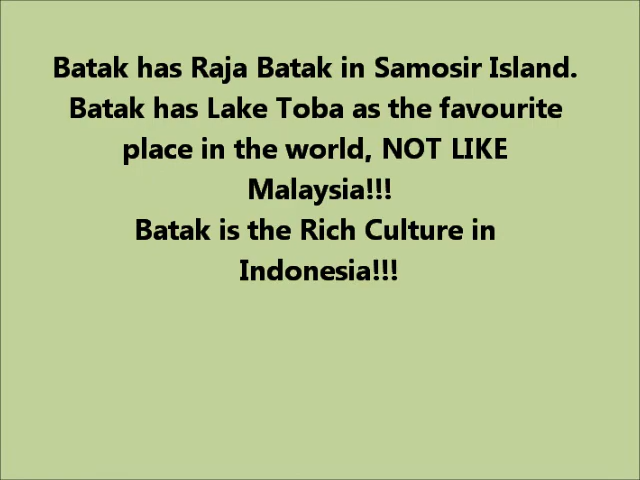 Batak has Raja Batak in Samosir Island.
Batak has Lake Toba as the favourite
place in the world, NOT LIKE
Malaysia!!!
Batak is the Rich Culture in
Indonesia!!!